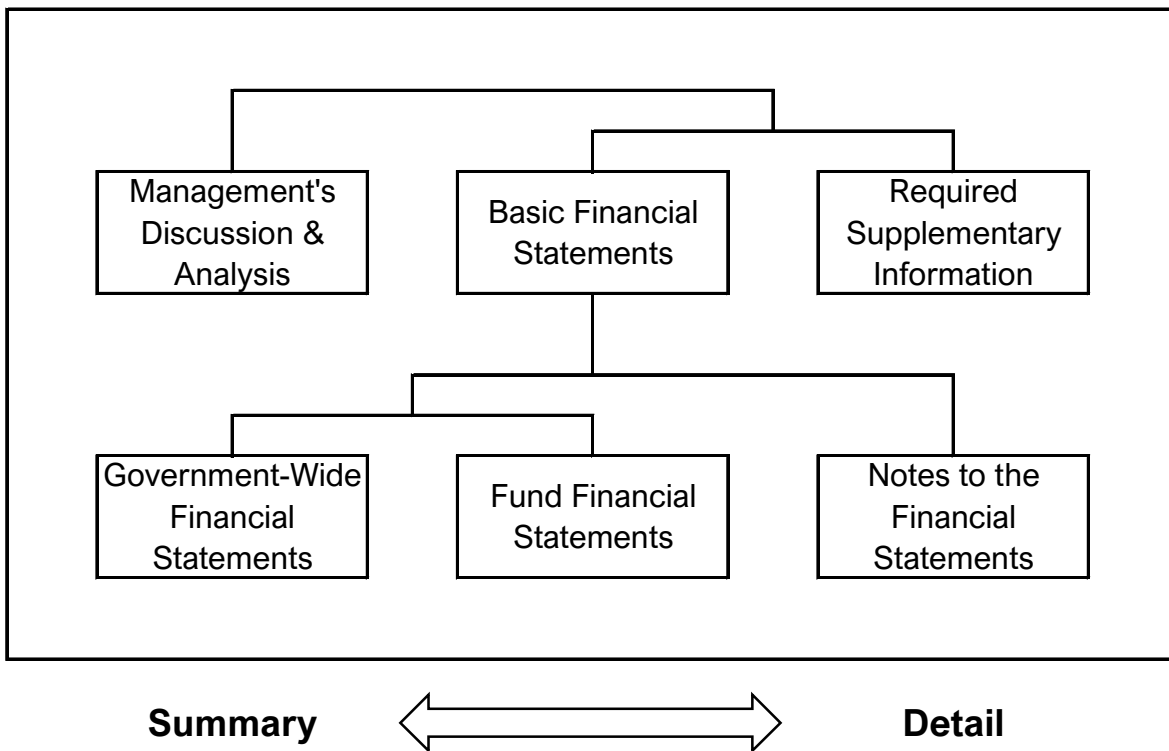 Management's
Discussion &
Analysis
Basic Financial
Statements
Required
Supplementary
Information
Government-Wide
Financial
Statements
Fund Financial
Statements
Notes to the
Financial
Statements
Summary
Detail